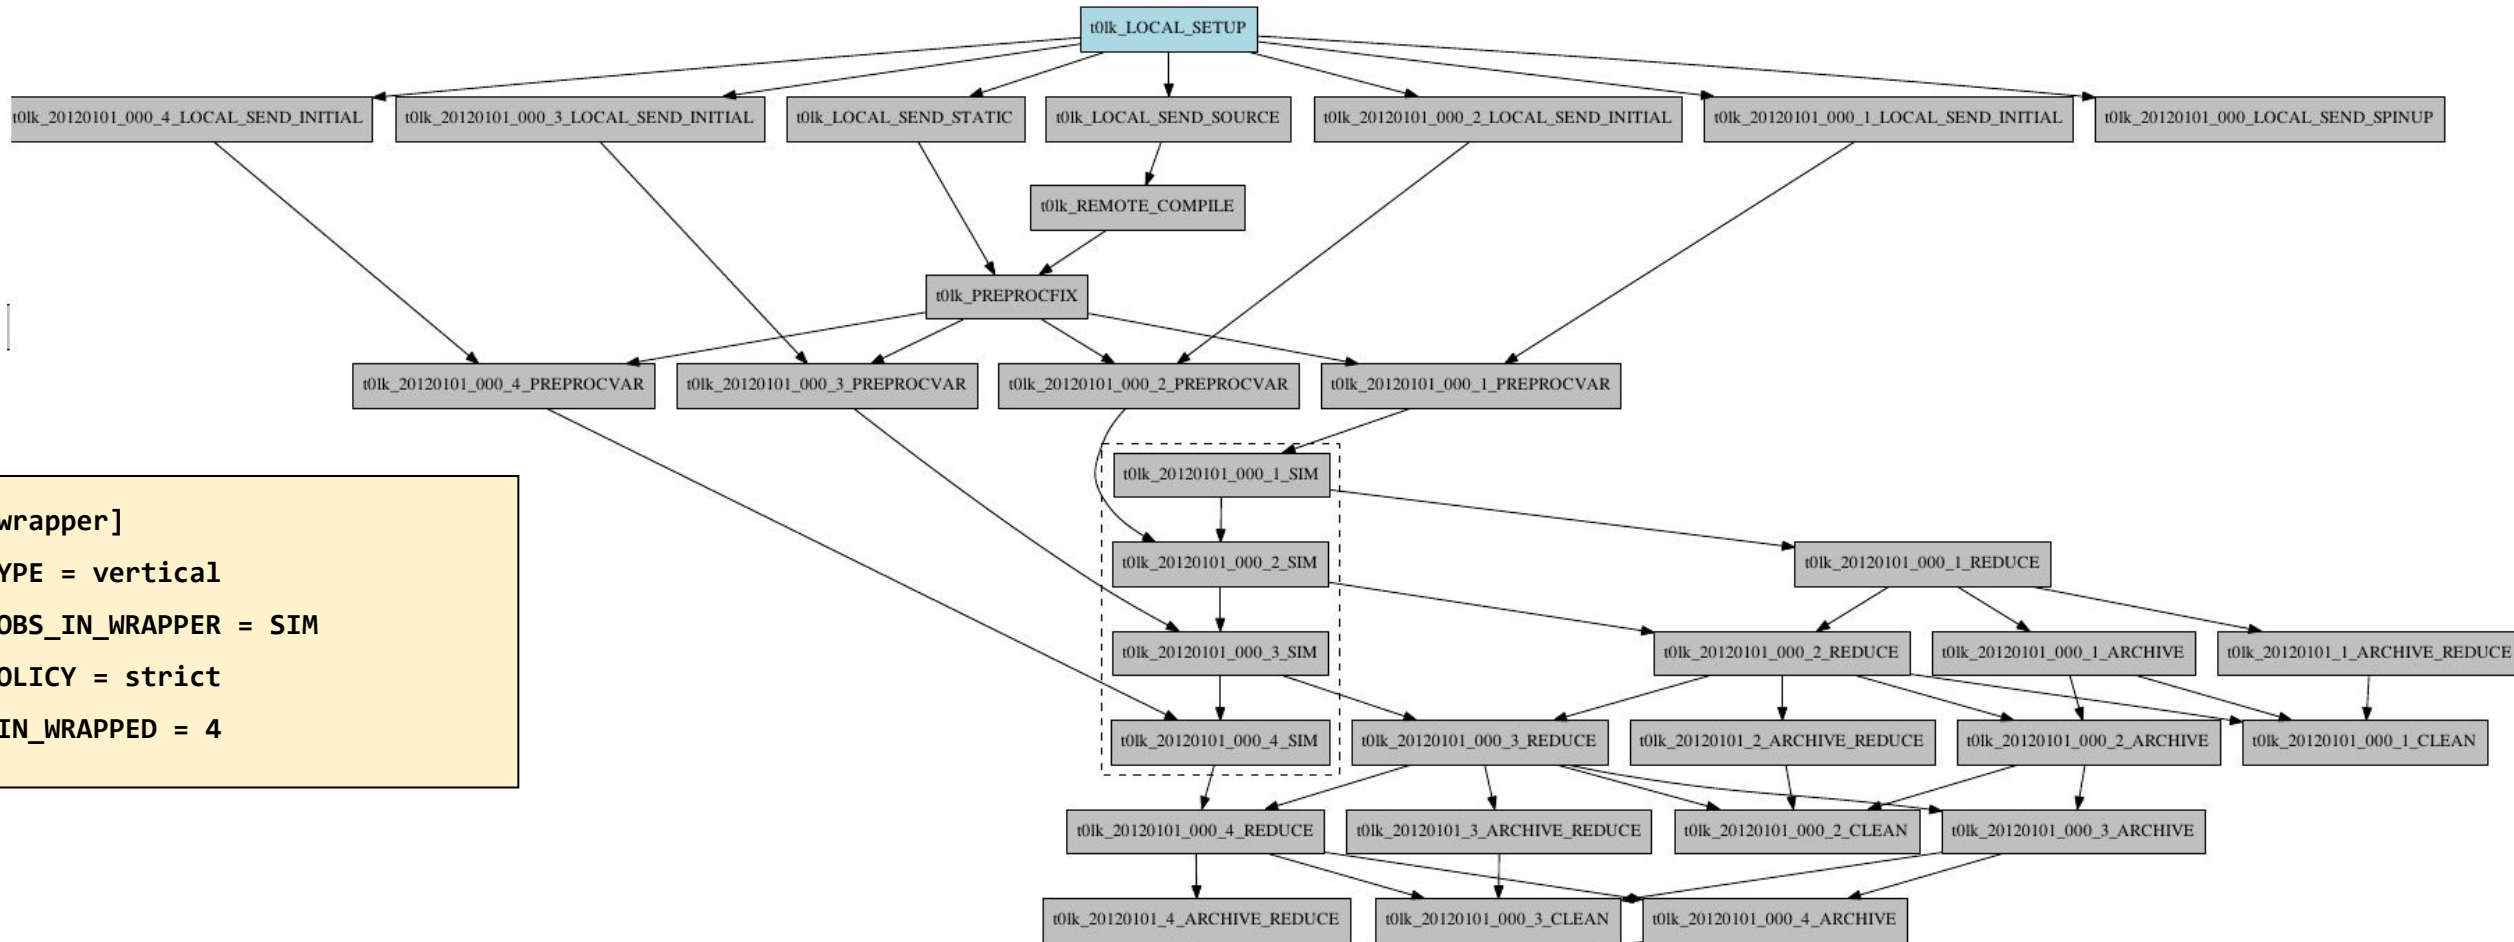 t0lk_LOCAL_SETUP
t0lk_20120101_000_4_LOCAL_SEND_INITIAL
t0lk_20120101_000_3_LOCAL_SEND_INITIAL
t0lk_LOCAL_SEND_STATIC
t0lk_LOCAL_SEND_SOURCE
t0lk_20120101_000_2_LOCAL_SEND_INITIAL
t0lk_20120101_000_1_LOCAL_SEND_INITIAL
t0lk_20120101_000_LOCAL_SEND_SPINUP
t0lk_REMOTE_COMPILE
t0lk_PREPROCFIX
t0lk_20120101_000_4_PREPROCVAR
t0lk_20120101_000_3_PREPROCVAR
t0lk_20120101_000_2_PREPROCVAR
t0lk_20120101_000_1_PREPROCVAR
t0lk_20120101_000_1_SIM
wrapper]
YPE = vertical
OBS_IN_WRAPPER = SIM
OLICY = strict
IN_WRAPPED = 4
t0lk_20120101_000_2_SIM
t0lk_20120101_000_1_REDUCE
t0lk_20120101_000_3_SIM
t0lk_20120101_000_2_REDUCE
t0lk_20120101_000_1_ARCHIVE
t0lk_20120101_1_ARCHIVE_REDUCE
t0lk_20120101_000_4_SIM
t0lk_20120101_000_3_REDUCE
t0lk_20120101_2_ARCHIVE_REDUCE
t0lk_20120101_000_2_ARCHIVE
t0lk_20120101_000_1_CLEAN
t0lk_20120101_000_4_REDUCE
t0lk_20120101_3_ARCHIVE_REDUCE
t0lk_20120101_000_2_CLEAN
t0lk_20120101_000_3_ARCHIVE
t0lk_20120101_4_ARCHIVE_REDUCE
t0lk_20120101_000_3_CLEAN
t0lk_20120101_000_4_ARCHIVE